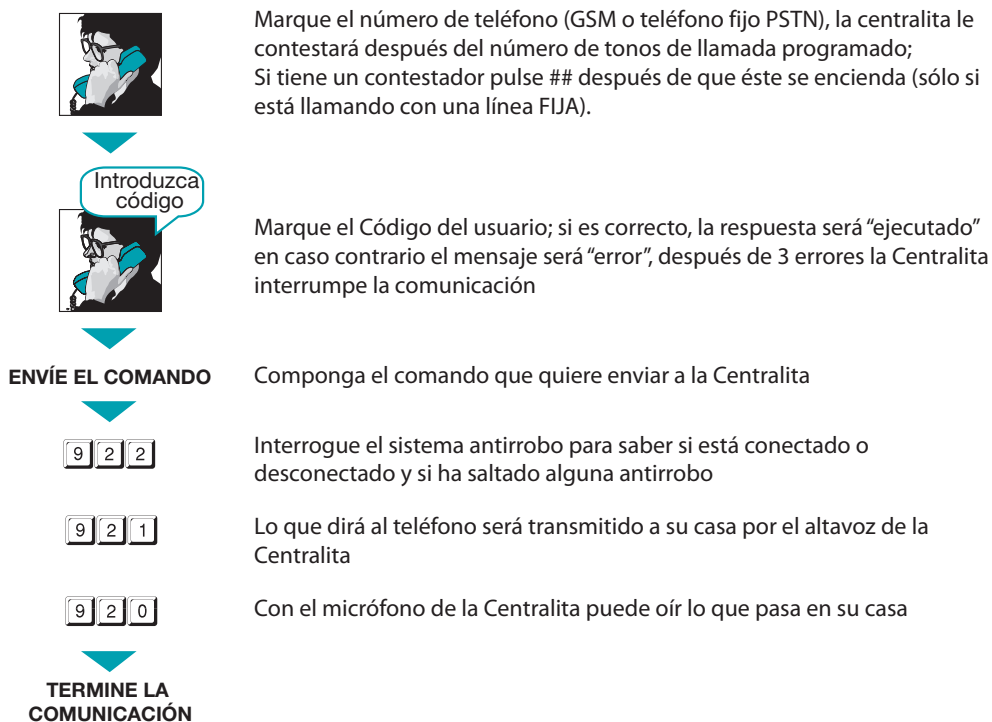 Marque el número de teléfono (GSM o teléfono fijo PSTN), la centralita le
contestará después del número de tonos de llamada programado;
Si tiene un contestador pulse ## después de que éste se encienda (sólo si
está llamando con una línea FIJA).
Introduzca
código
Marque el Código del usuario; si es correcto, la respuesta será “ejecutado”
en caso contrario el mensaje será “error”, después de 3 errores la Centralita
interrumpe la comunicación
ENVÍE EL COMANDO
Componga el comando que quiere enviar a la Centralita
9 2 2
Interrogue el sistema antirrobo para saber si está conectado o
desconectado y si ha saltado alguna antirrobo
9 2 1
Lo que dirá al teléfono será transmitido a su casa por el altavoz de la
Centralita
9 2 0
Con el micrófono de la Centralita puede oír lo que pasa en su casa
TERMINE LA
COMUNICACIÓN